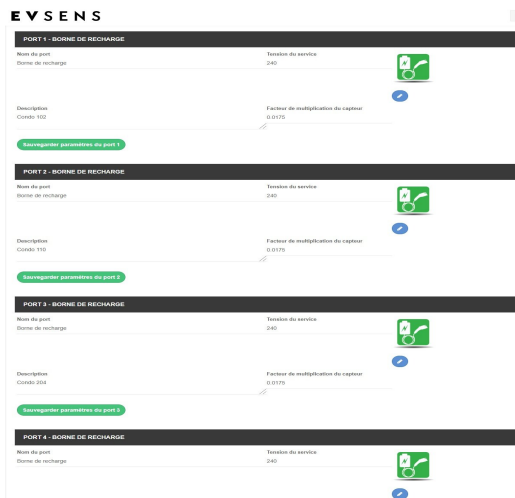 EVSENS
PORT 1 - BORNE DE RECHARGE
Nom du port
Tension du service
Borne de recharge
240
Description
Facteur de multiplication du capteur
Condo 102
0.0175
Sauvegarder paramètres du port 1
PORT 2 - BORNE DE RECHARGE
Nom du port
Tension du service
Borne de recharge
240
Description
Facteur de multiplication du capteur
Condo 110
0.0175
Sauvegarder paramètres du port 2
PORT 3 - BORNE DE RECHARGE
Nom du port
Tension du service
Borne de recharge
240
Description
Facteur de multiplication du capteur
Condo 204
0.0175
Sauvegarder paramètres du port 3
PORT 4 - BORNE DE RECHARGE
Nom du port
Tension du service
Borne de recharge
240